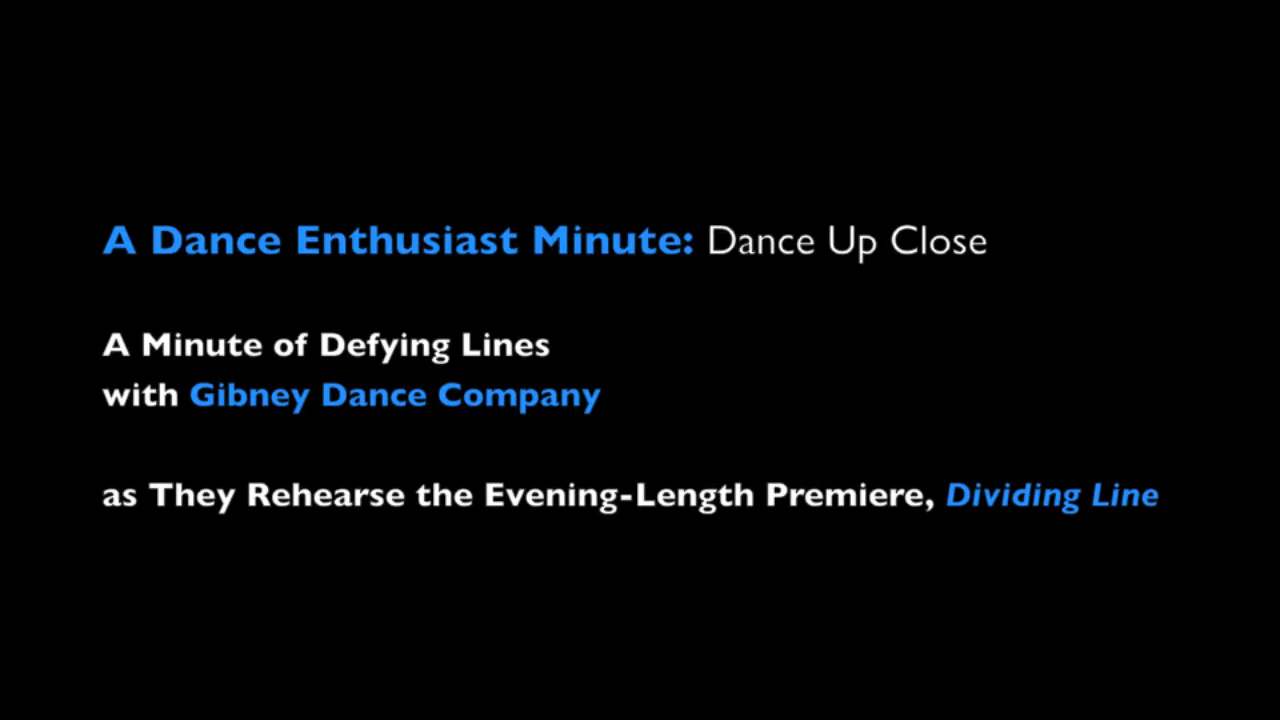 A Dance Enthusiast Minute: Dance Up Close
A Minute of Defying Lines
with Gibney Dance Company
as They Rehearse the Evening-Length Premiere, Dividing Line